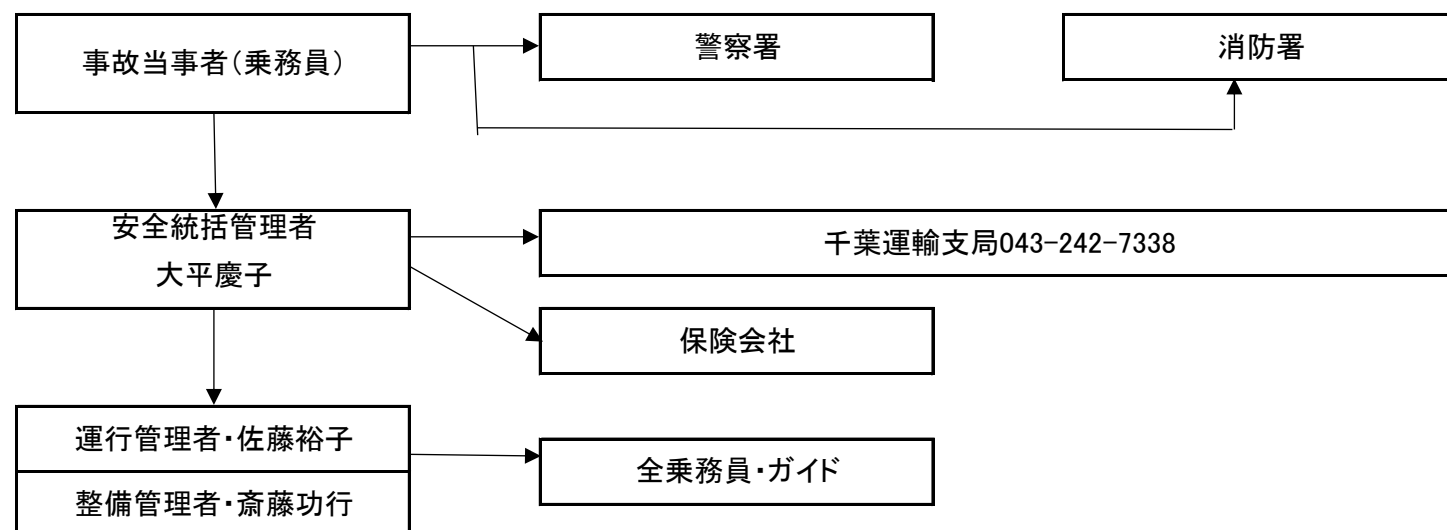 事故当事者(乗務員)
警察署
消防署
安全統括管理者
大平慶子
千葉運輸支局043-242-7338
保険会社
運行管理者・佐藤裕子
整備管理者・斎藤功行
全乗務員・ガイド